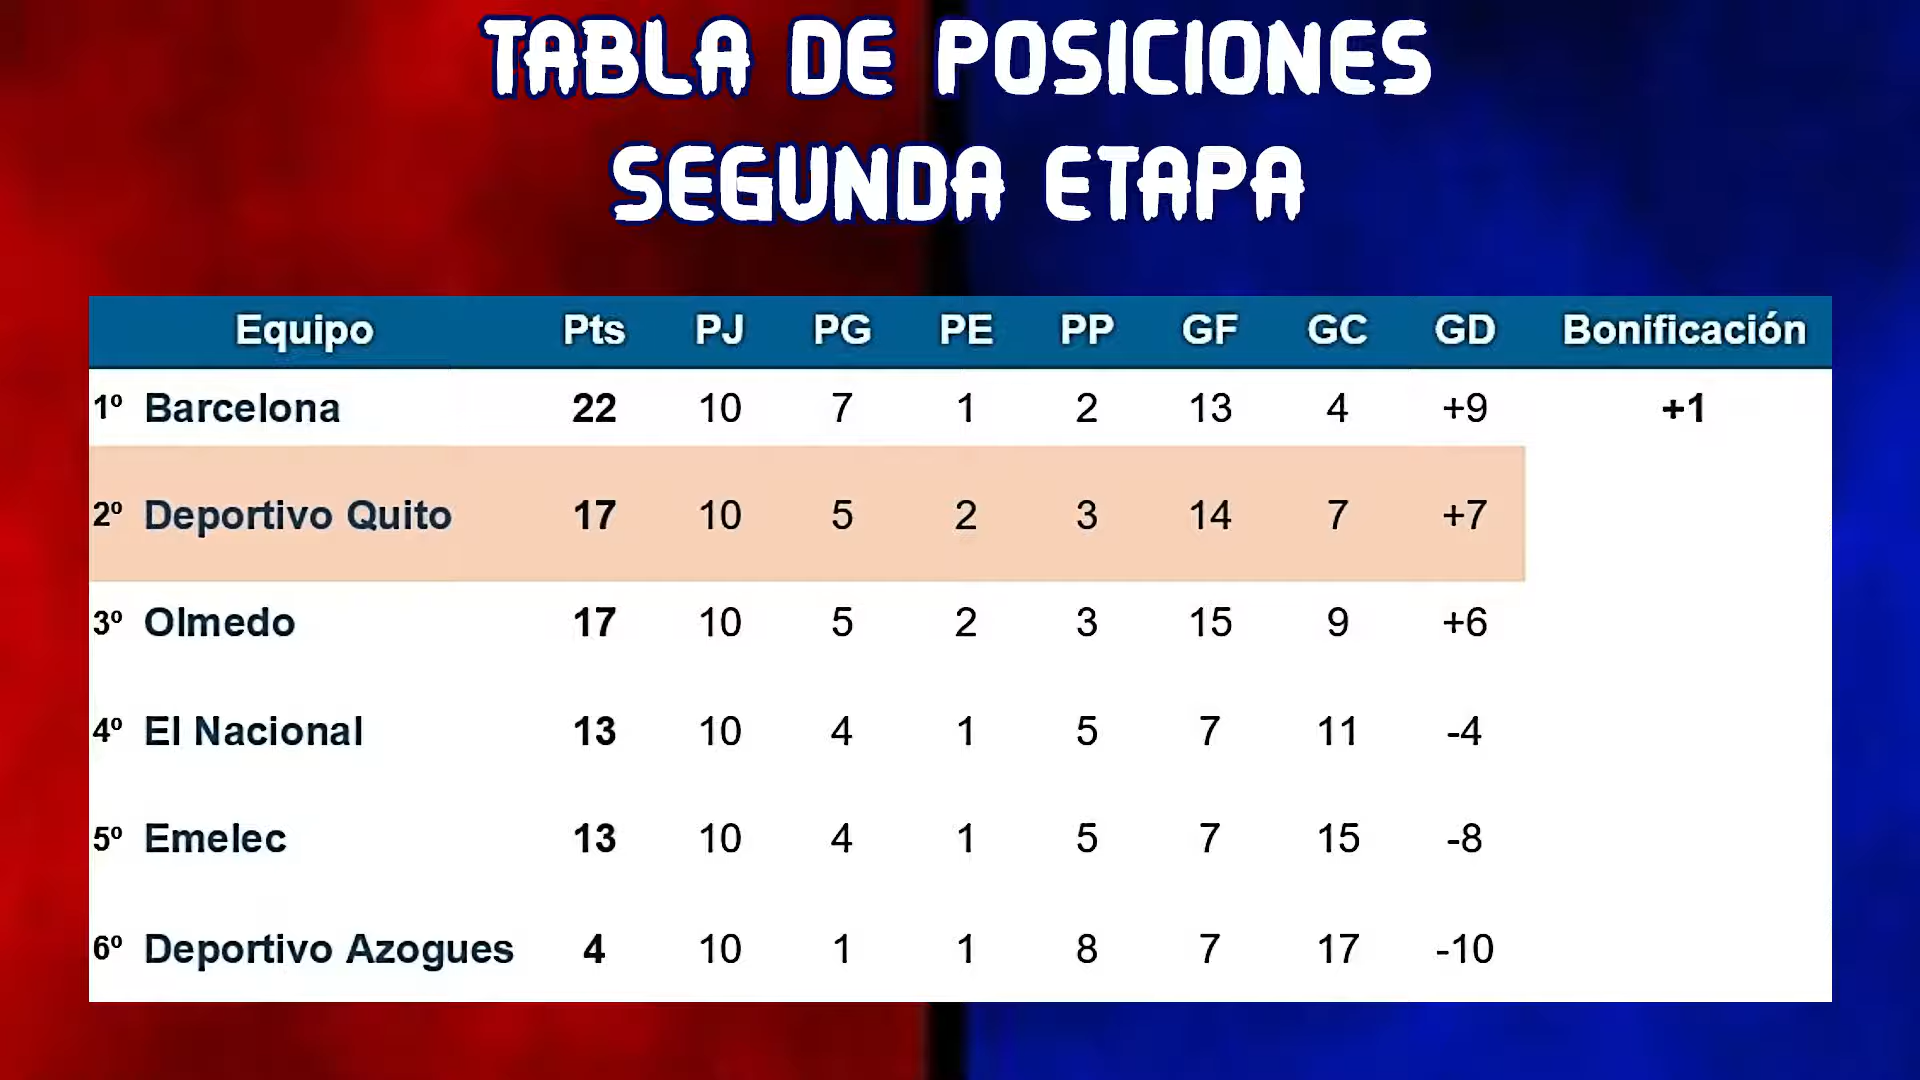 TABLA DE POSICIONES
SEGUNDA ETAPA
Equipo Pts PJ PG PE PP GF GC GD Bonificación
1º Barcelona 22 10 7 1 2 13 4 +9 +1
2º Deportivo Quito 17 10 5 2 3 14 7 +7
3º Olmedo 17 10 5 2 3 15 9 +6
4º El Nacional 13 10 4 1 5 7 11 -4
5º Emelec 13 10 4 1 5 7 15 -8
6º Deportivo Azogues 4 10 1 1 8 7 17 -10